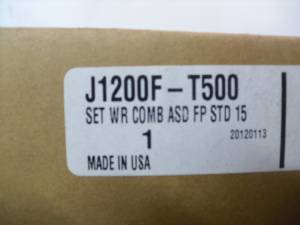 J1200F-T500
SET WR COMB ASD FP STD 15
1 20120113
MADE IN USA